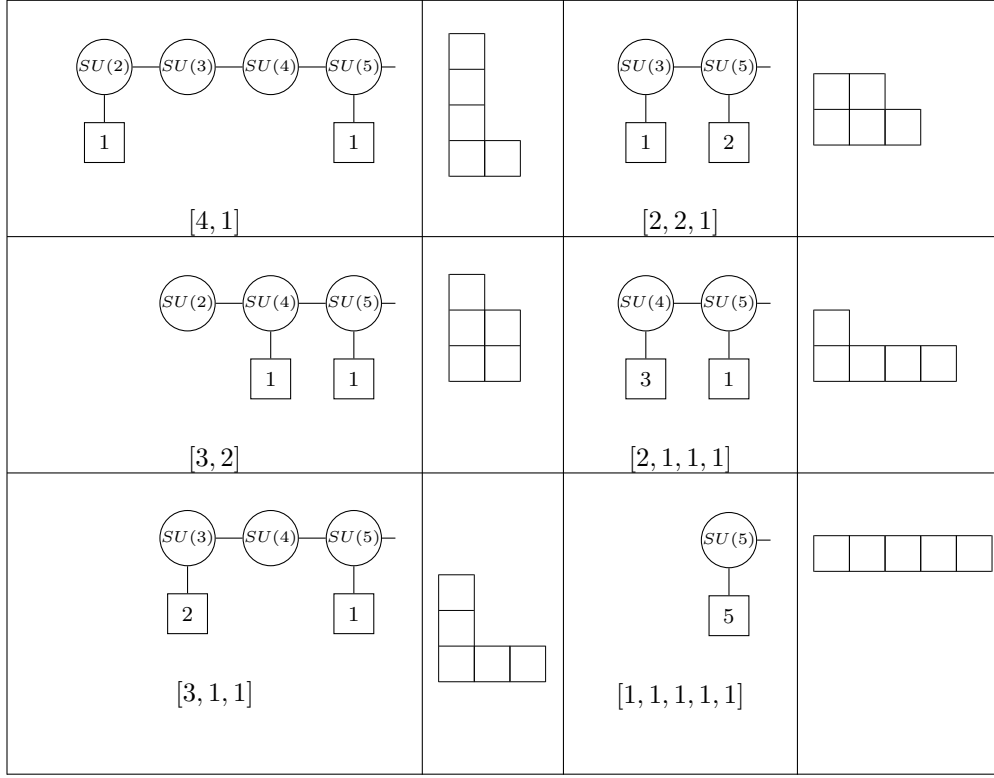 SU(2) SU(3) SU(4) SU(5) SU(3) SU(5)
1 1 1 2
[4, 1] [2, 2, 1]
SU(2) SU(4) SU(5) SU(4) SU(5)
1 1 3 1
[3, 2] [2, 1, 1, 1]
SU(3) SU(4) SU(5) SU(5)
2 1 5
[3, 1, 1] [1, 1, 1, 1, 1]